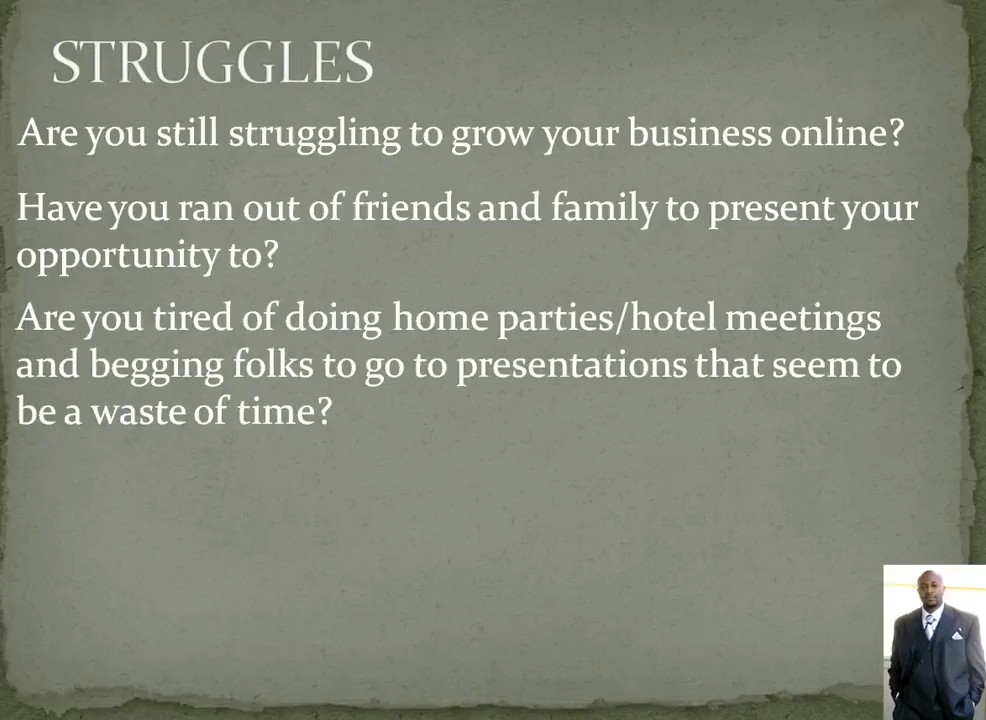 STRUGGLES
Are you still struggling to grow your business online?
Have you ran out of friends and family to present your
opportunity to?
Are you tired of doing home parties/hotel meetings
and begging folks to go to presentations that seem to
be a waste of time?